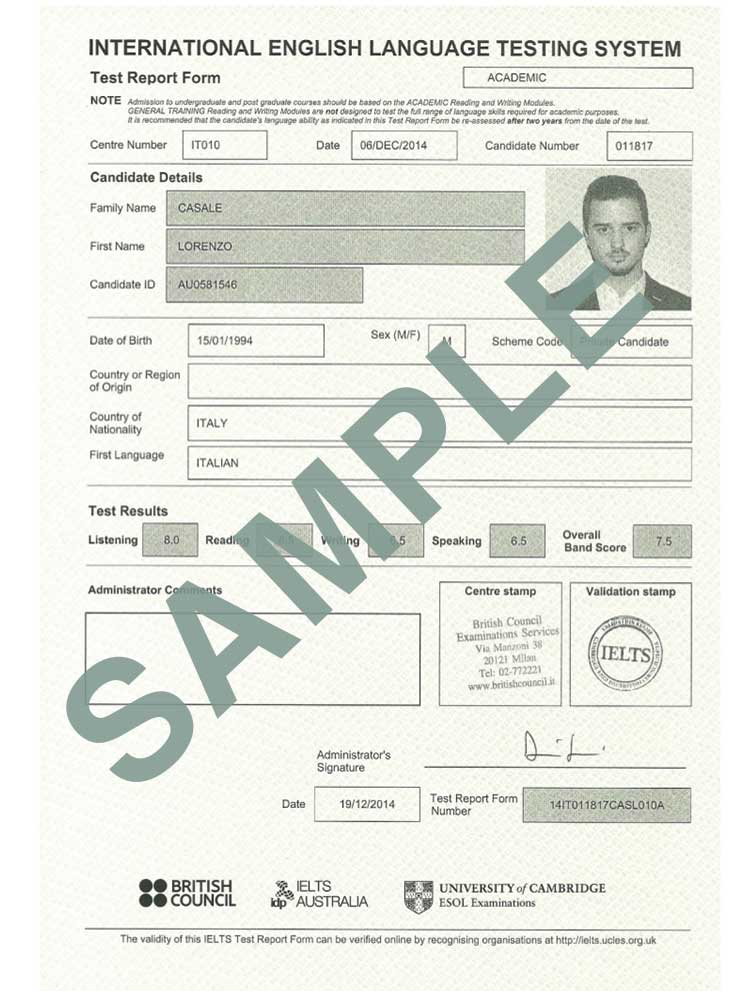 INTERNATIONAL ENGLISH LANGUAGE TESTING SYSTEM
Test Report Form ACADEMIC
NOTE Admission to undergraduate and post graduate courses should be based on the ACADEMIC Reading and Writing Modules.
GENERAL TRAINING Reading and Writing Modules are not designed to test the full range of language skills required for academic purposes.
It is recommended that the candidate's language ability as indicated in this Test Report Form be re-assessed after two years from the date of the test.
Centre Number IT010 Date 06/DEC/2014 Candidate Number 011817
Candidate Details
Family Name CASALE
First Name LORENZO
Candidate ID AU0581546
Date of Birth 15/01/1994 Sex (M/F) M Scheme Code Private Candidate
Country or Region
of Origin
Country of
Nationality ITALY
First Language ITALIAN
SAMPLE
Test Results
Listening 8.0 Reading Writing Speaking 6.5 Overall
Band Score 7.5
Administrator Comments Centre stamp Validation stamp
British Council
Examinations Services
Via Manzoni 38
20121 Milan
Tel: 02-772221
www.britishcouncil.it
IELTS
Administrator's
Signature
Date 19/12/2014 Test Report Form
Number 14IT011817CASL010A
BRITISH
COUNCIL
idp IELTS
AUSTRALIA
UNIVERSITY of CAMBRIDGE
ESOL Examinations
The validity of this IELTS Test Report Form can be verified online by recognising organisations at http://ielts.ucles.org.uk